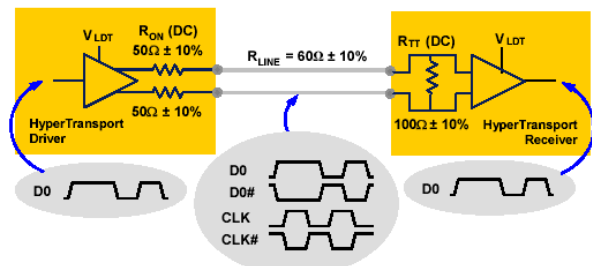 VLDT
RON (DC)
50Ω ± 10%
50Ω ± 10%
HyperTransport
Driver
RLINE = 60Ω ± 10%
RTT (DC)
VLDT
100Ω ± 10%
HyperTransport
Receiver
D0
D0
D0#
CLK
CLK#
D0